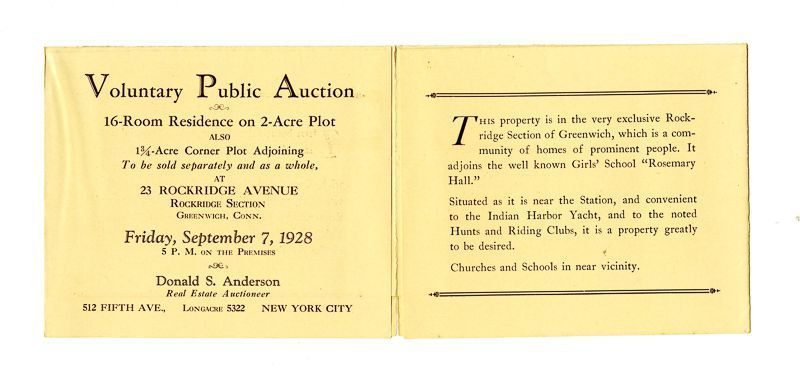 Voluntary Public Auction
16-Room Residence on 2-Acre Plot
ALSO
1¾-Acre Corner Plot Adjoining
To be sold separately and as a whole,
AT
23 ROCKRIDGE AVENUE
ROCKRIDGE SECTION
GREENWICH, CONN.
Friday, September 7, 1928
5 P. M. ON THE PREMISES
Donald S. Anderson
Real Estate Auctioneer
512 FIFTH AVE., LONGACRE 5322 NEW YORK CITY
THIS property is in the very exclusive Rock-
ridge Section of Greenwich, which is a com-
munity of homes of prominent people. It
adjoins the well known Girls' School "Rosemary
Hall."
Situated as it is near the Station, and convenient
to the Indian Harbor Yacht, and to the noted
Hunts and Riding Clubs, it is a property greatly
to be desired.
Churches and Schools in near vicinity.